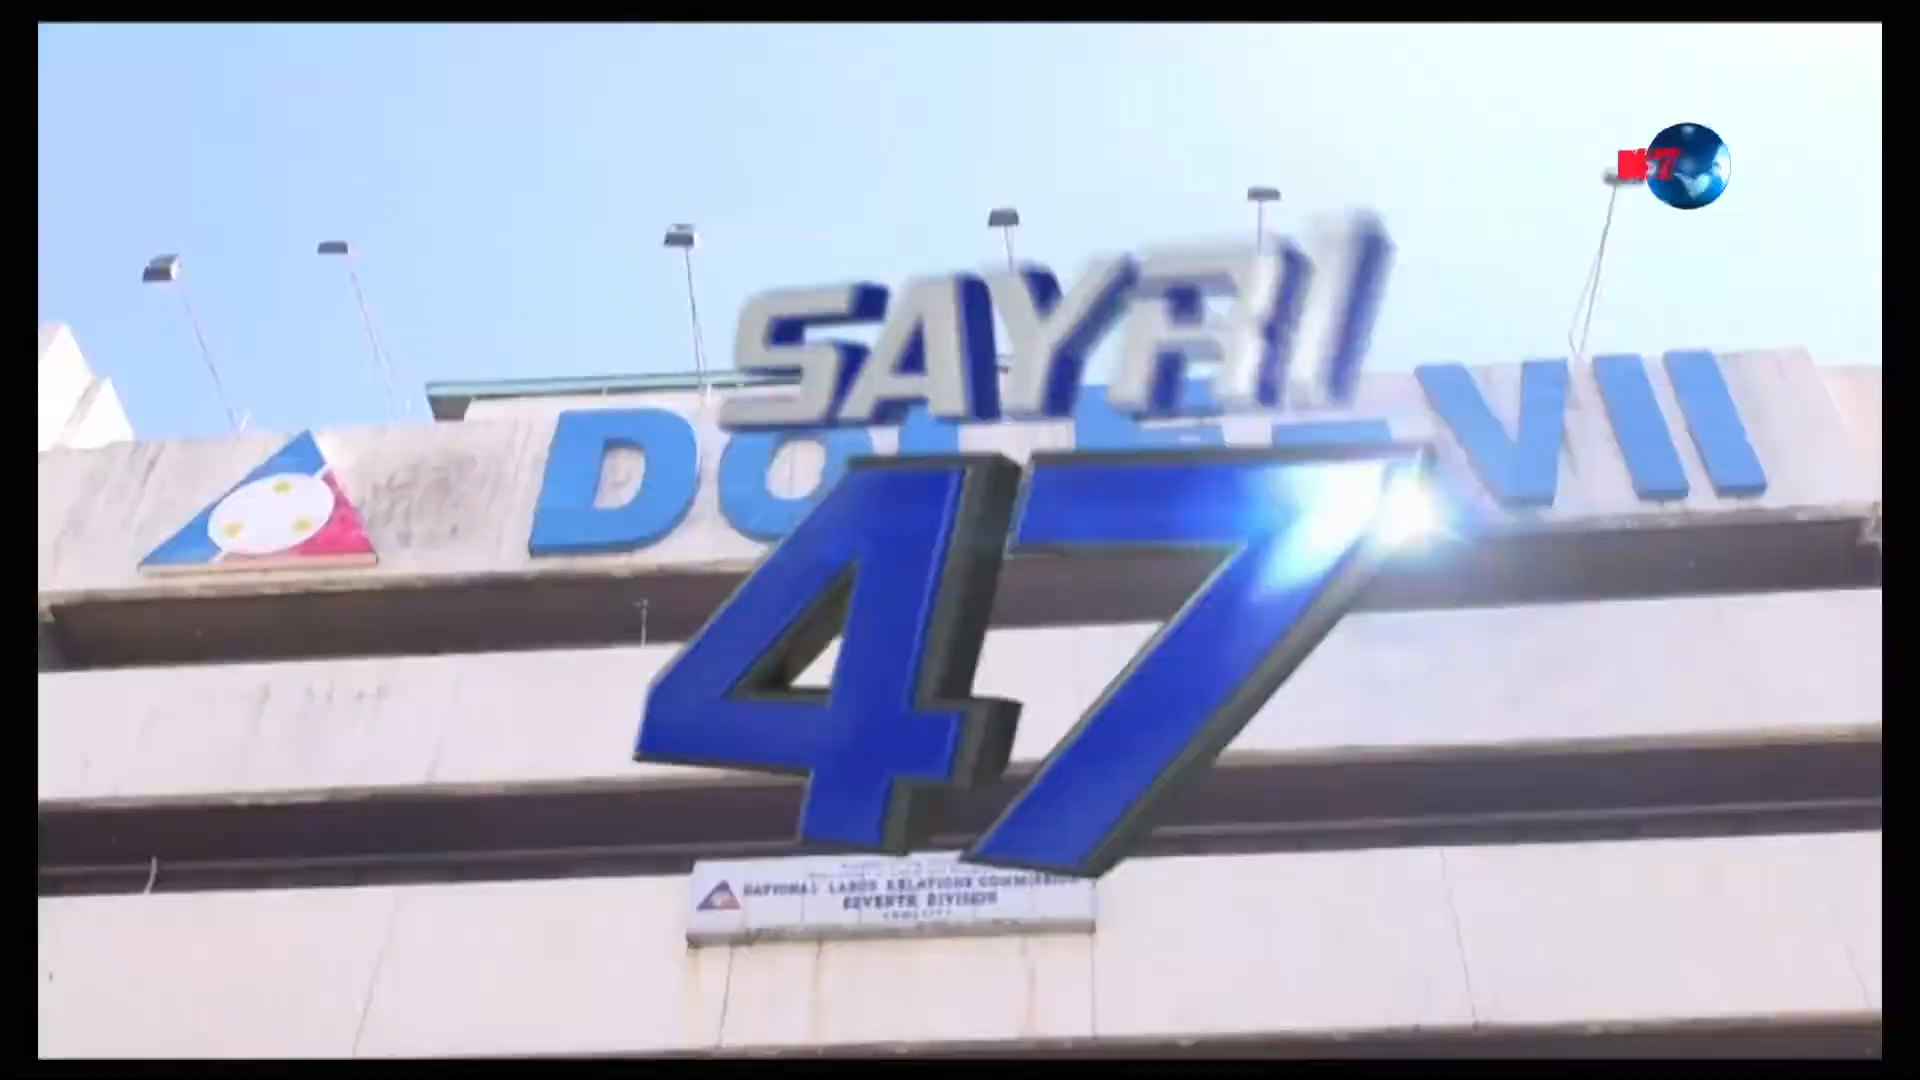 SAYRI
47
DOLE VII
NATIONAL LABOR RELATIONS COMMISSION
SEVENTH DIVISION